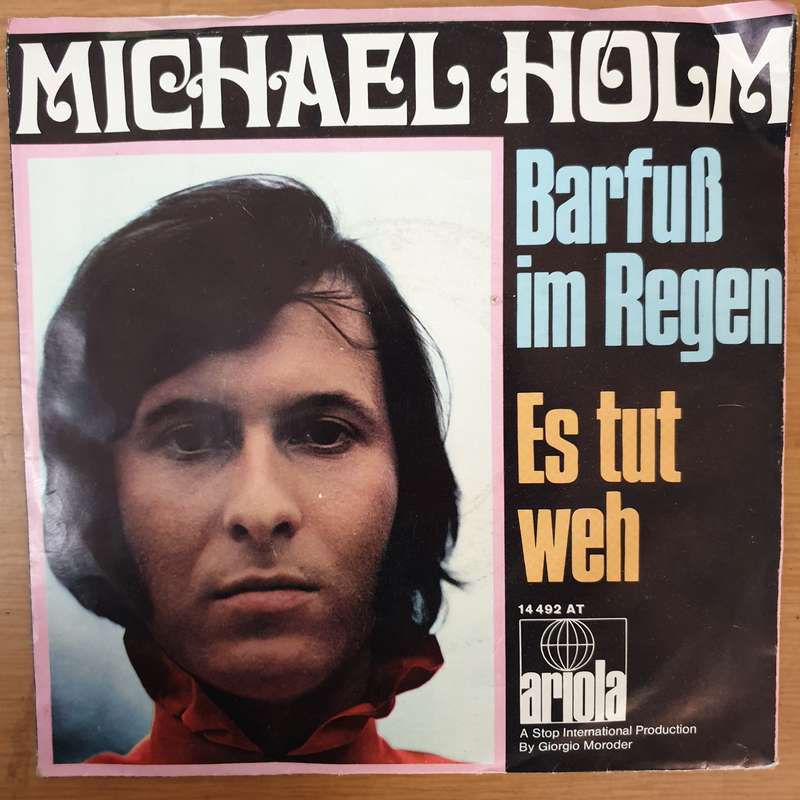 MICHAEL HOLM
Barfuß
im Regen
Es tut
weh
14 492 AT
ariola
A Stop International Production
By Giorgio Moroder